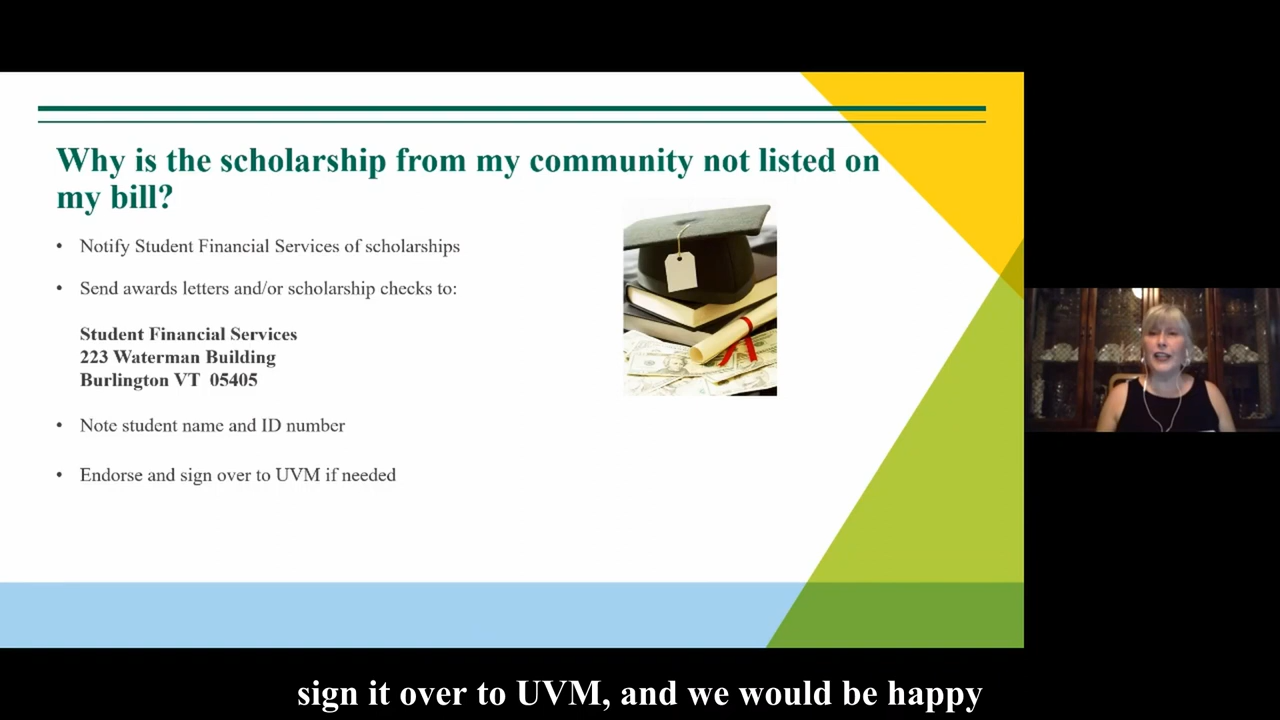 Why is the scholarship from my community not listed on
my bill?
• Notify Student Financial Services of scholarships
• Send awards letters and/or scholarship checks to:
Student Financial Services
223 Waterman Building
Burlington VT 05405
• Note student name and ID number
• Endorse and sign over to UVM if needed
sign it over to UVM, and we would be happy